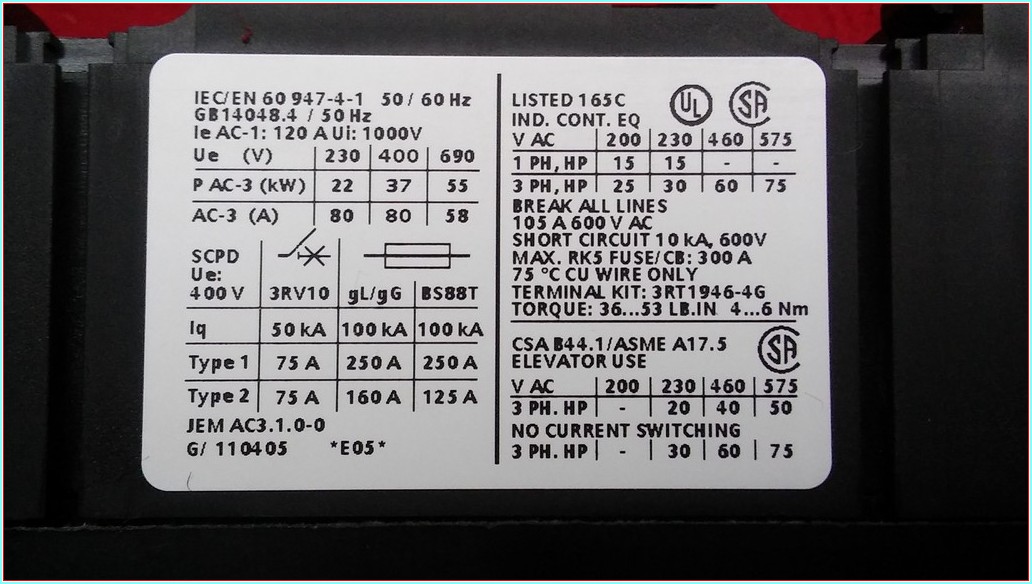 IEC/EN 60 947-4-1 50 / 60 Hz
GB14048.4 / 50 Hz
Ie AC-1: 120 A Ui: 1000V
Ue (V) 230 400 690
P AC-3 (kW) 22 37 55
AC-3 (A) 80 80 58
SCPD
Ue:
400 V 3RV10 gL/gG BS88T
Iq 50 kA 100 kA 100 kA
Type 1 75 A 250 A 250 A
Type 2 75 A 160 A 125 A
JEM AC3.1.0-0
G/ 110405 *E05*
LISTED 165C UL SA
IND. CONT. EQ
V AC 200 230 460 575
1 PH, HP 15 15 - -
3 PH, HP 25 30 60 75
BREAK ALL LINES
105 A 600 V AC
SHORT CIRCUIT 10 kA, 600V
MAX. RK5 FUSE/CB: 300 A
75 °C CU WIRE ONLY
TERMINAL KIT: 3RT1946-4G
TORQUE: 36...53 LB.IN 4...6 Nm
CSA B44.1/ASME A17.5 SA
ELEVATOR USE
V AC 200 230 460 575
3 PH. HP - 20 40 50
NO CURRENT SWITCHING
3 PH. HP - 30 60 75